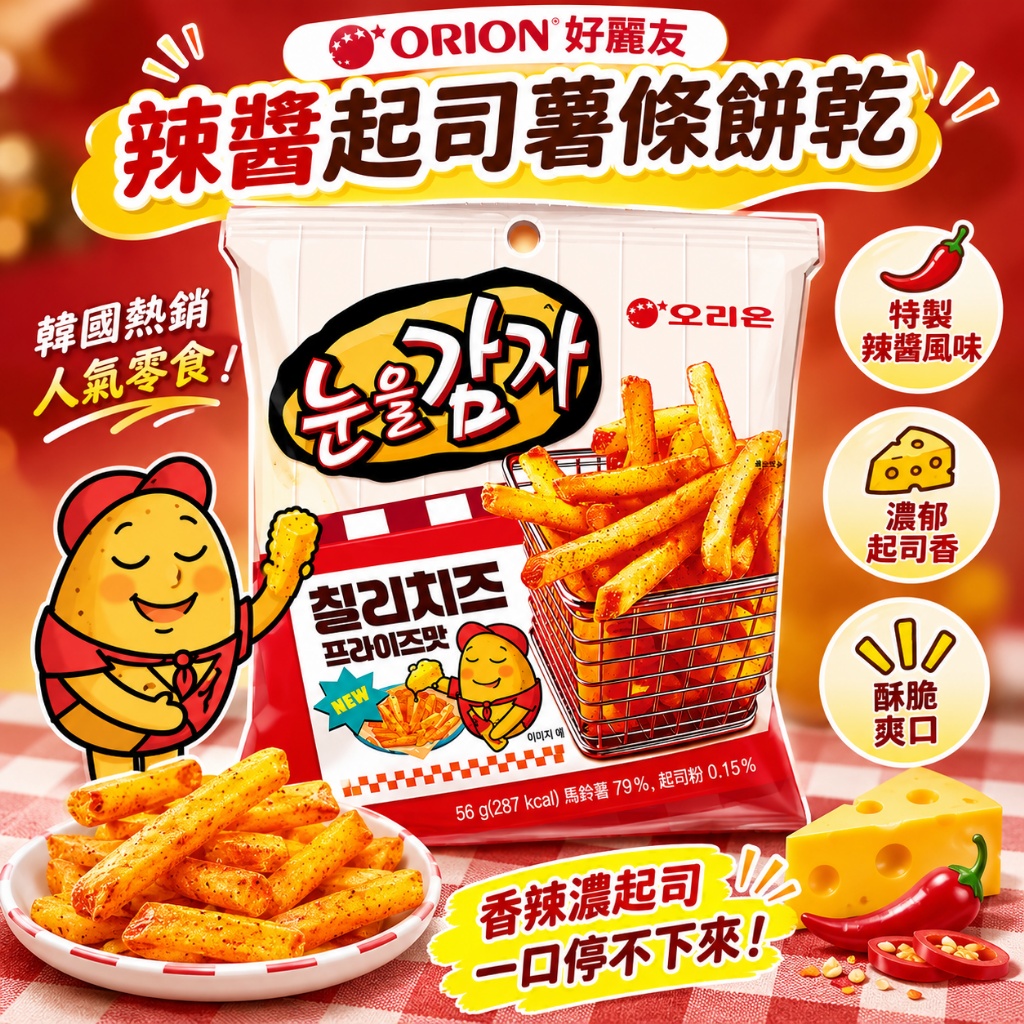 ORION® 好麗友
辣醬起司薯條餅乾
韓國熱銷
人氣零食!
오리온
눈을감자
칠리치즈
프라이즈맛
NEW
이미지 예
56 g(287 kcal) 馬鈴薯 79%, 起司粉 0.15%
特製
辣醬風味
濃郁
起司香
酥脆
爽口
香辣濃起司
一口停不下來!